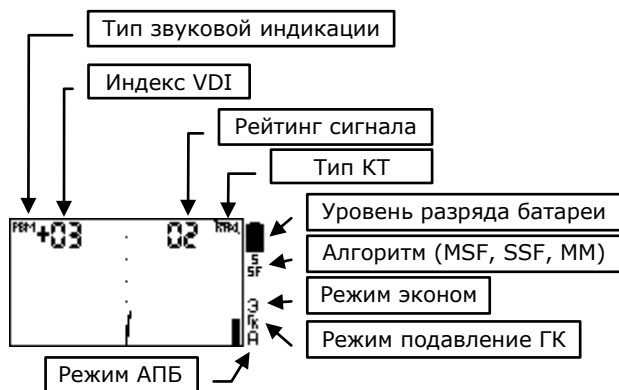 Тип звуковой индикации
Индекс VDI
Рейтинг сигнала
Тип КТ
Уровень разряда батареи
Алгоритм (MSF, SSF, MM)
Режим эконом
Режим подавление ГК
Режим АПБ
+03
02
S
SF
Э
ГК
А